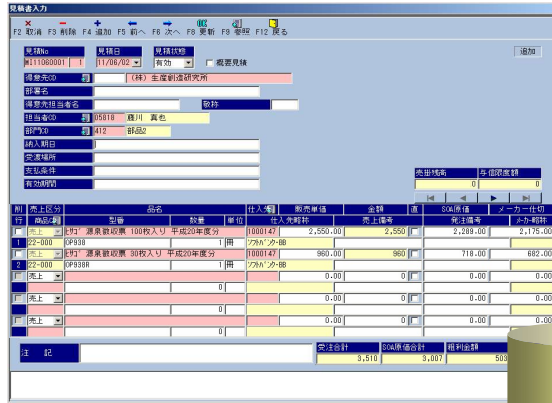 見積書入力
F2 取消 F3 削除 F4 追加 F5 前へ F6 次へ F8 更新 F9 参照 F12 戻る
見積No 見積日 見積状態 追加
MI11060001 1 11/06/02 有効 概要見積
得意先CD (株) 生産創造研究所
部署名
得意先担当者名 敬称
担当者CD 05818 鹿川 真也
部門CD 412 部品2
納入期日
受渡場所
支払条件
有効期間
売掛残高 与信限度額
0 0
削 売上区分 品名 仕入先 販売単価 金額 直 SOA原価 メーカー仕切
行 商品CD 型番 数量 単位 仕入先略称 売上備考 発注備考 メーカー略称
売上 ﾋｻｺﾞ 源泉徴収票 100枚入り 平成20年度分 1000147 2,550.00 2,550 2,289.00 2,175.00
1 22-000 OP938 1 冊 ｿﾌﾄﾊﾞﾝｸ-BB
売上 ﾋｻｺﾞ 源泉徴収票 30枚入り 平成20年度分 1000147 960.00 960 718.00 682.00
2 22-000 OP938R 1 冊 ｿﾌﾄﾊﾞﾝｸ-BB
売上 0.00 0 0.00 0.00
0
売上 0.00 0 0.00 0.00
0
売上 0.00 0 0.00 0.00
0
注 記 受注合計 SOA原価合計 粗利金額
3,510 3,007 503